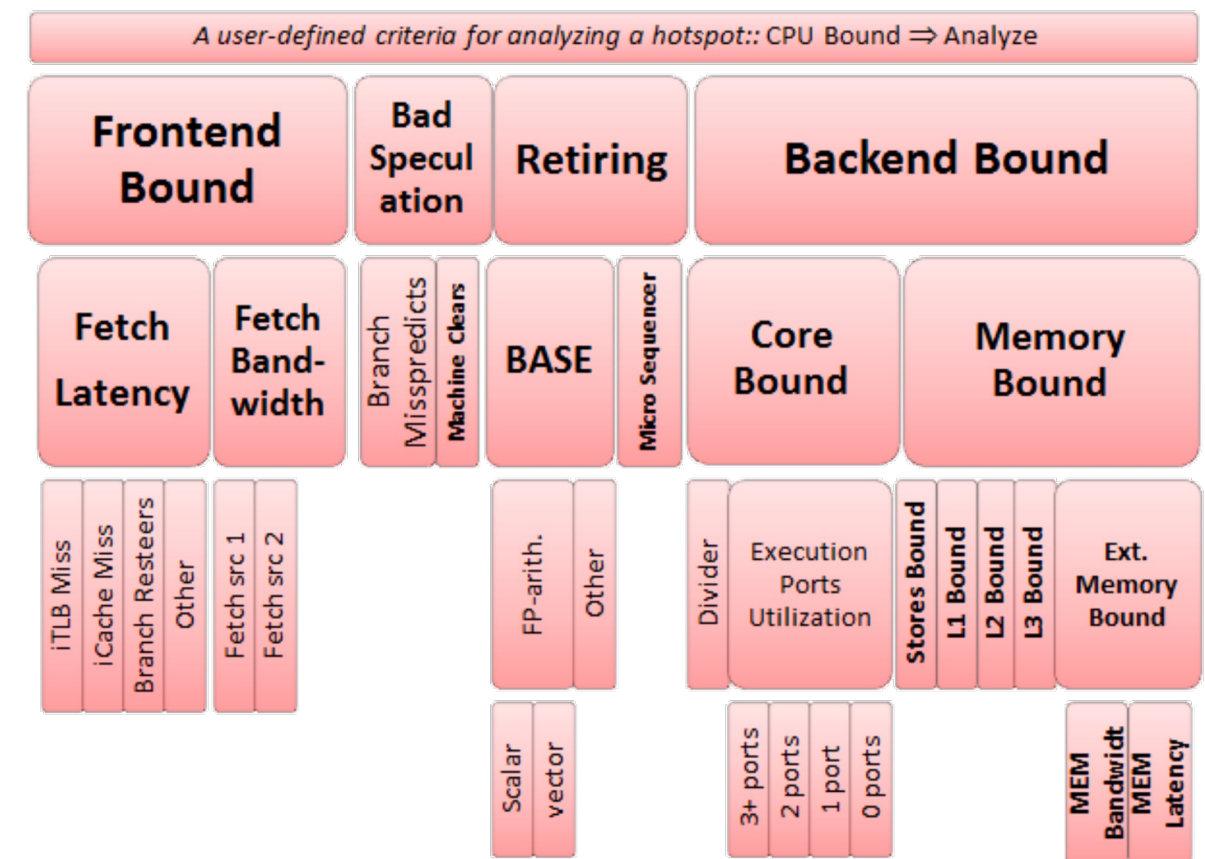 A user-defined criteria for analyzing a hotspot:: CPU Bound ⇒ Analyze
Frontend
Bound
Bad
Specul
ation
Retiring
Backend Bound
Fetch
Latency
Fetch
Band-
width
Branch
Misspredicts
Machine Clears
BASE
Micro Sequencer
Core
Bound
Memory
Bound
iTLB Miss
iCache Miss
Branch Resteers
Other
Fetch src 1
Fetch src 2
FP-arith.
Other
Divider
Execution
Ports
Utilization
Stores Bound
L1 Bound
L2 Bound
L3 Bound
Ext.
Memory
Bound
Scalar
vector
3+ ports
2 ports
1 port
0 ports
MEM
Bandwidt
MEM
Latency